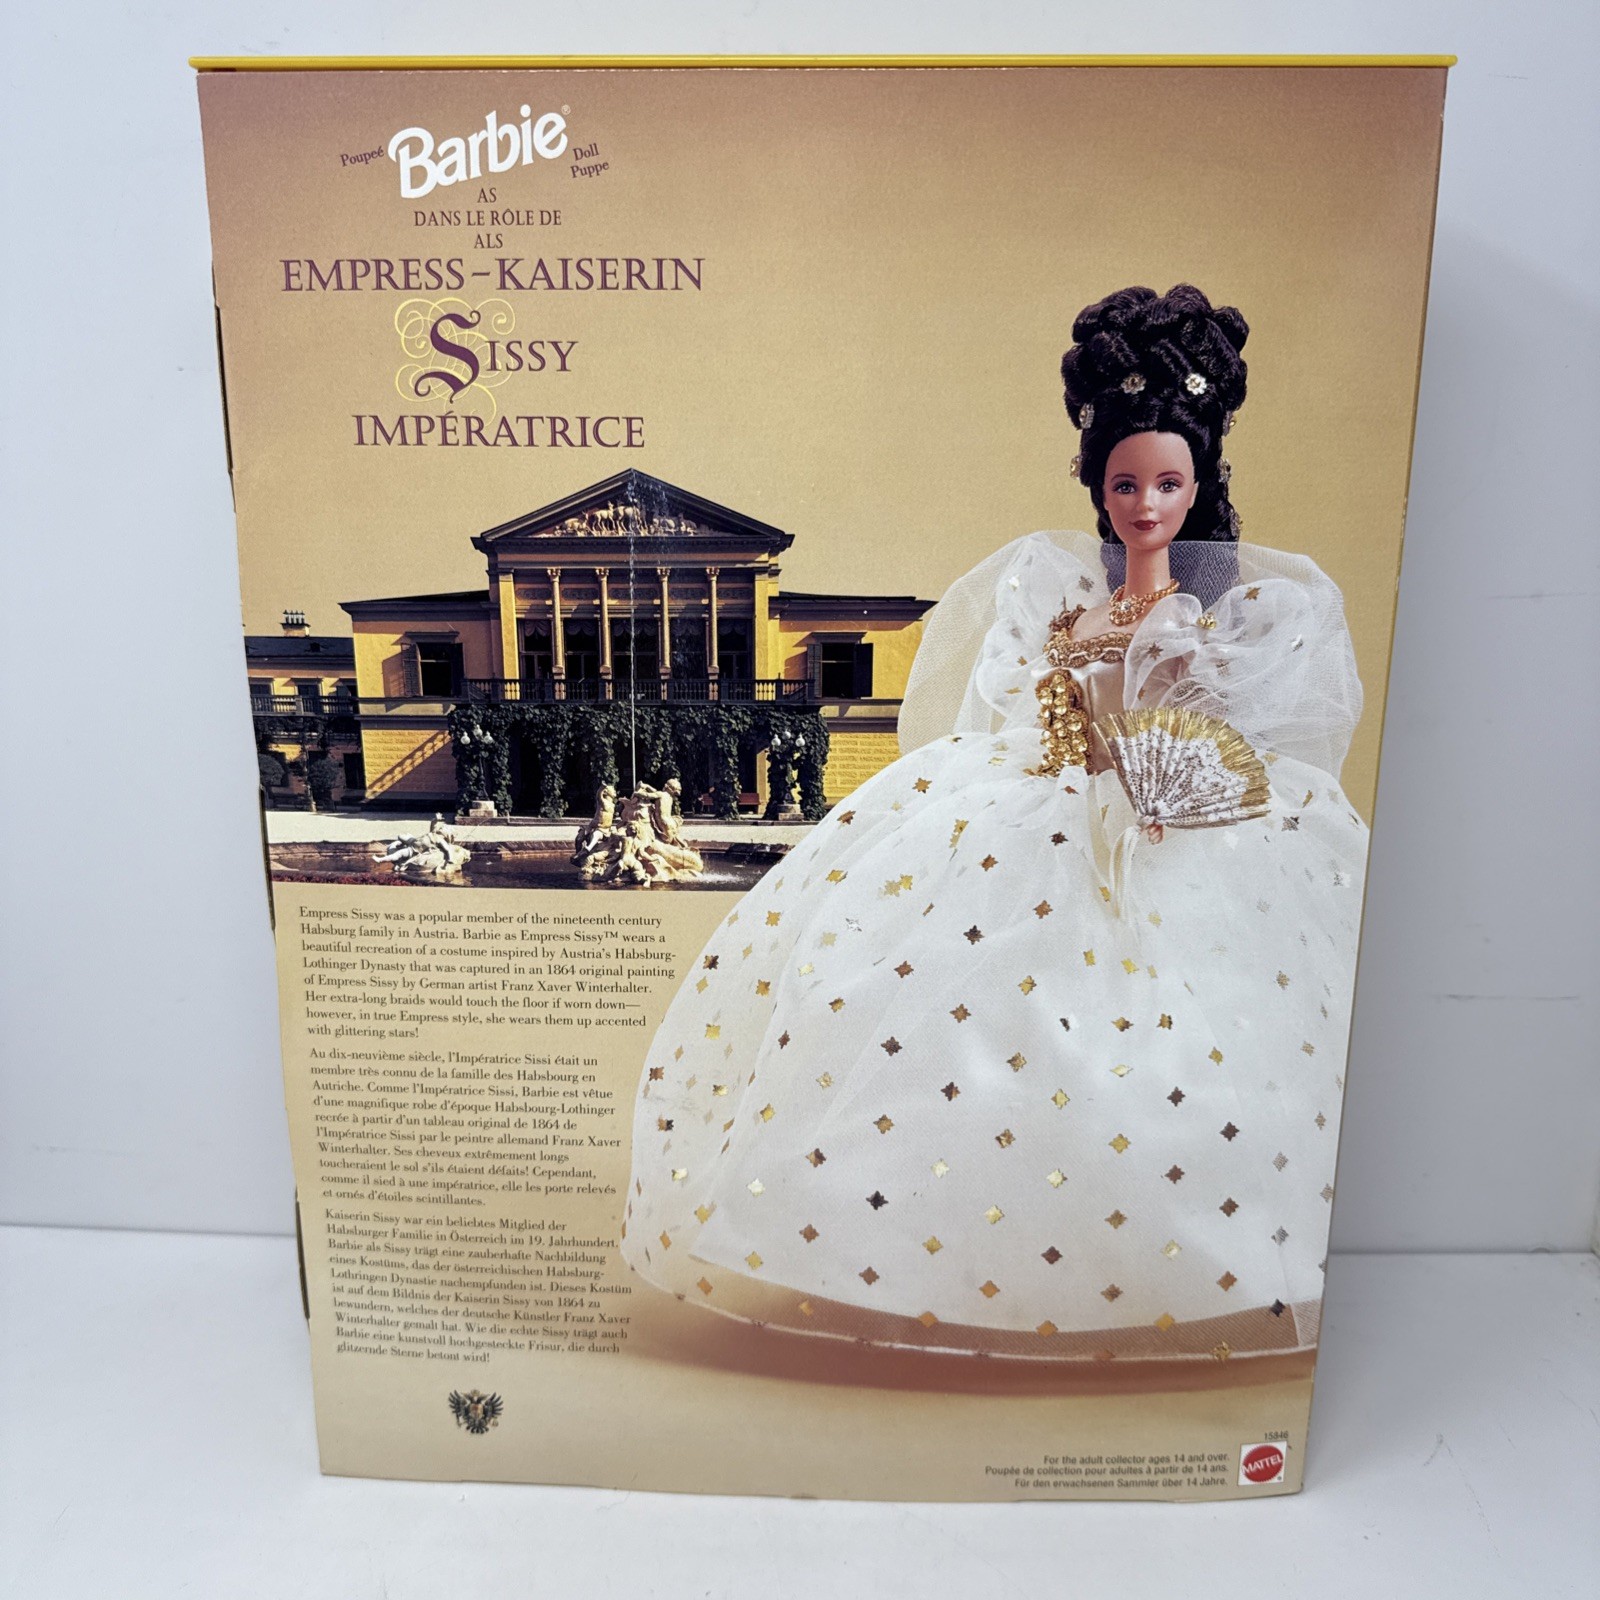 Poupeé Barbie® Doll
Puppe
AS
DANS LE RÔLE DE
ALS
EMPRESS-KAISERIN
SISSY
IMPÉRATRICE
Empress Sissy was a popular member of the nineteenth century
Habsburg family in Austria. Barbie as Empress Sissy™ wears a
beautiful recreation of a costume inspired by Austria's Habsburg-
Lothinger Dynasty that was captured in an 1864 original painting
of Empress Sissy by German artist Franz Xaver Winterhalter.
Her extra-long braids would touch the floor if worn down—
however, in true Empress style, she wears them up accented
with glittering stars!
Au dix-neuvième siècle, l'Impératrice Sissi était un
membre très connu de la famille des Habsbourg en
Autriche. Comme l'Impératrice Sissi, Barbie est vêtue
d'une magnifique robe d'époque Habsbourg-Lothinger
recrée à partir d'un tableau original de 1864 de
l'Impératrice Sissi par le peintre allemand Franz Xaver
Winterhalter. Ses cheveux extrêmement longs
toucheraient le sol s'ils étaient défaits! Cependant,
comme il sied à une impératrice, elle les porte relevés
et ornés d'étoiles scintillantes.
Kaiserin Sissy war ein beliebtes Mitglied der
Habsburger Familie in Österreich im 19. Jahrhundert.
Barbie als Sissy trägt eine zauberhafte Nachbildung
eines Kostüms, das der österreichischen Habsburg-
Lothringen Dynastie nachempfunden ist. Dieses Kostüm
ist auf dem Bildnis der Kaiserin Sissy von 1864 zu
bewundern, welches der deutsche Künstler Franz Xaver
Winterhalter gemalt hat. Wie die echte Sissy trägt auch
Barbie eine kunstvoll hochgesteckte Frisur, die durch
glitzernde Sterne betont wird!
15846
For the adult collector ages 14 and over.
Poupée de collection pour adultes à partir de 14 ans.
Für den erwachsenen Sammler über 14 Jahre.
MATTEL